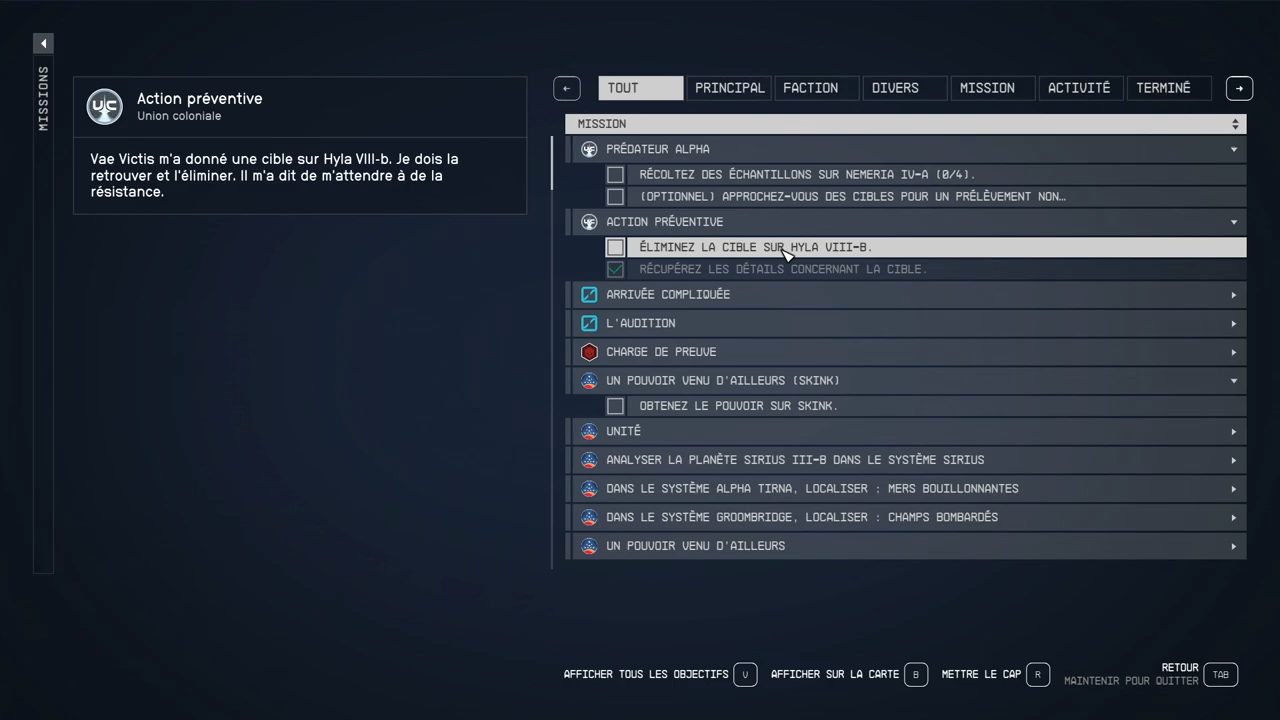 MISSIONS
UC
Action préventive
Union coloniale
Vae Victis m'a donné une cible sur Hyla VIII-b. Je dois la
retrouver et l'éliminer. Il m'a dit de m'attendre à de la
résistance.
TOUT
PRINCIPAL
FACTION
DIVERS
MISSION
ACTIVITÉ
TERMINÉ
MISSION
PRÉDATEUR ALPHA
RÉCOLTEZ DES ÉCHANTILLONS SUR NEMERIA IV-A (0/4).
(OPTIONNEL) APPROCHEZ-VOUS DES CIBLES POUR UN PRÉLÈVEMENT NON…
ACTION PRÉVENTIVE
ÉLIMINEZ LA CIBLE SUR HYLA VIII-B.
RÉCUPÉREZ LES DÉTAILS CONCERNANT LA CIBLE.
ARRIVÉE COMPLIQUÉE
L'AUDITION
CHARGE DE PREUVE
UN POUVOIR VENU D'AILLEURS (SKINK)
OBTENEZ LE POUVOIR SUR SKINK.
UNITÉ
ANALYSER LA PLANÈTE SIRIUS III-B DANS LE SYSTÈME SIRIUS
DANS LE SYSTÈME ALPHA TIRNA, LOCALISER : MERS BOUILLONNANTES
DANS LE SYSTÈME GROOMBRIDGE, LOCALISER : CHAMPS BOMBARDÉS
UN POUVOIR VENU D'AILLEURS
AFFICHER TOUS LES OBJECTIFS V
AFFICHER SUR LA CARTE B
METTRE LE CAP R
RETOUR
MAINTENIR POUR QUITTER
TAB